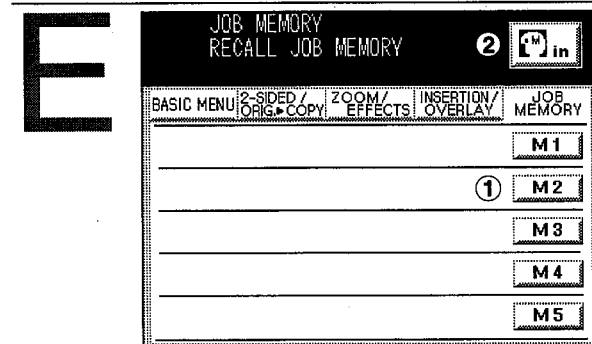 E
JOB MEMORY
RECALL JOB MEMORY
② M in
BASIC MENU 2-SIDED / ORIG.▸COPY ZOOM / EFFECTS INSERTION / OVERLAY JOB MEMORY
M1
① M2
M3
M4
M5